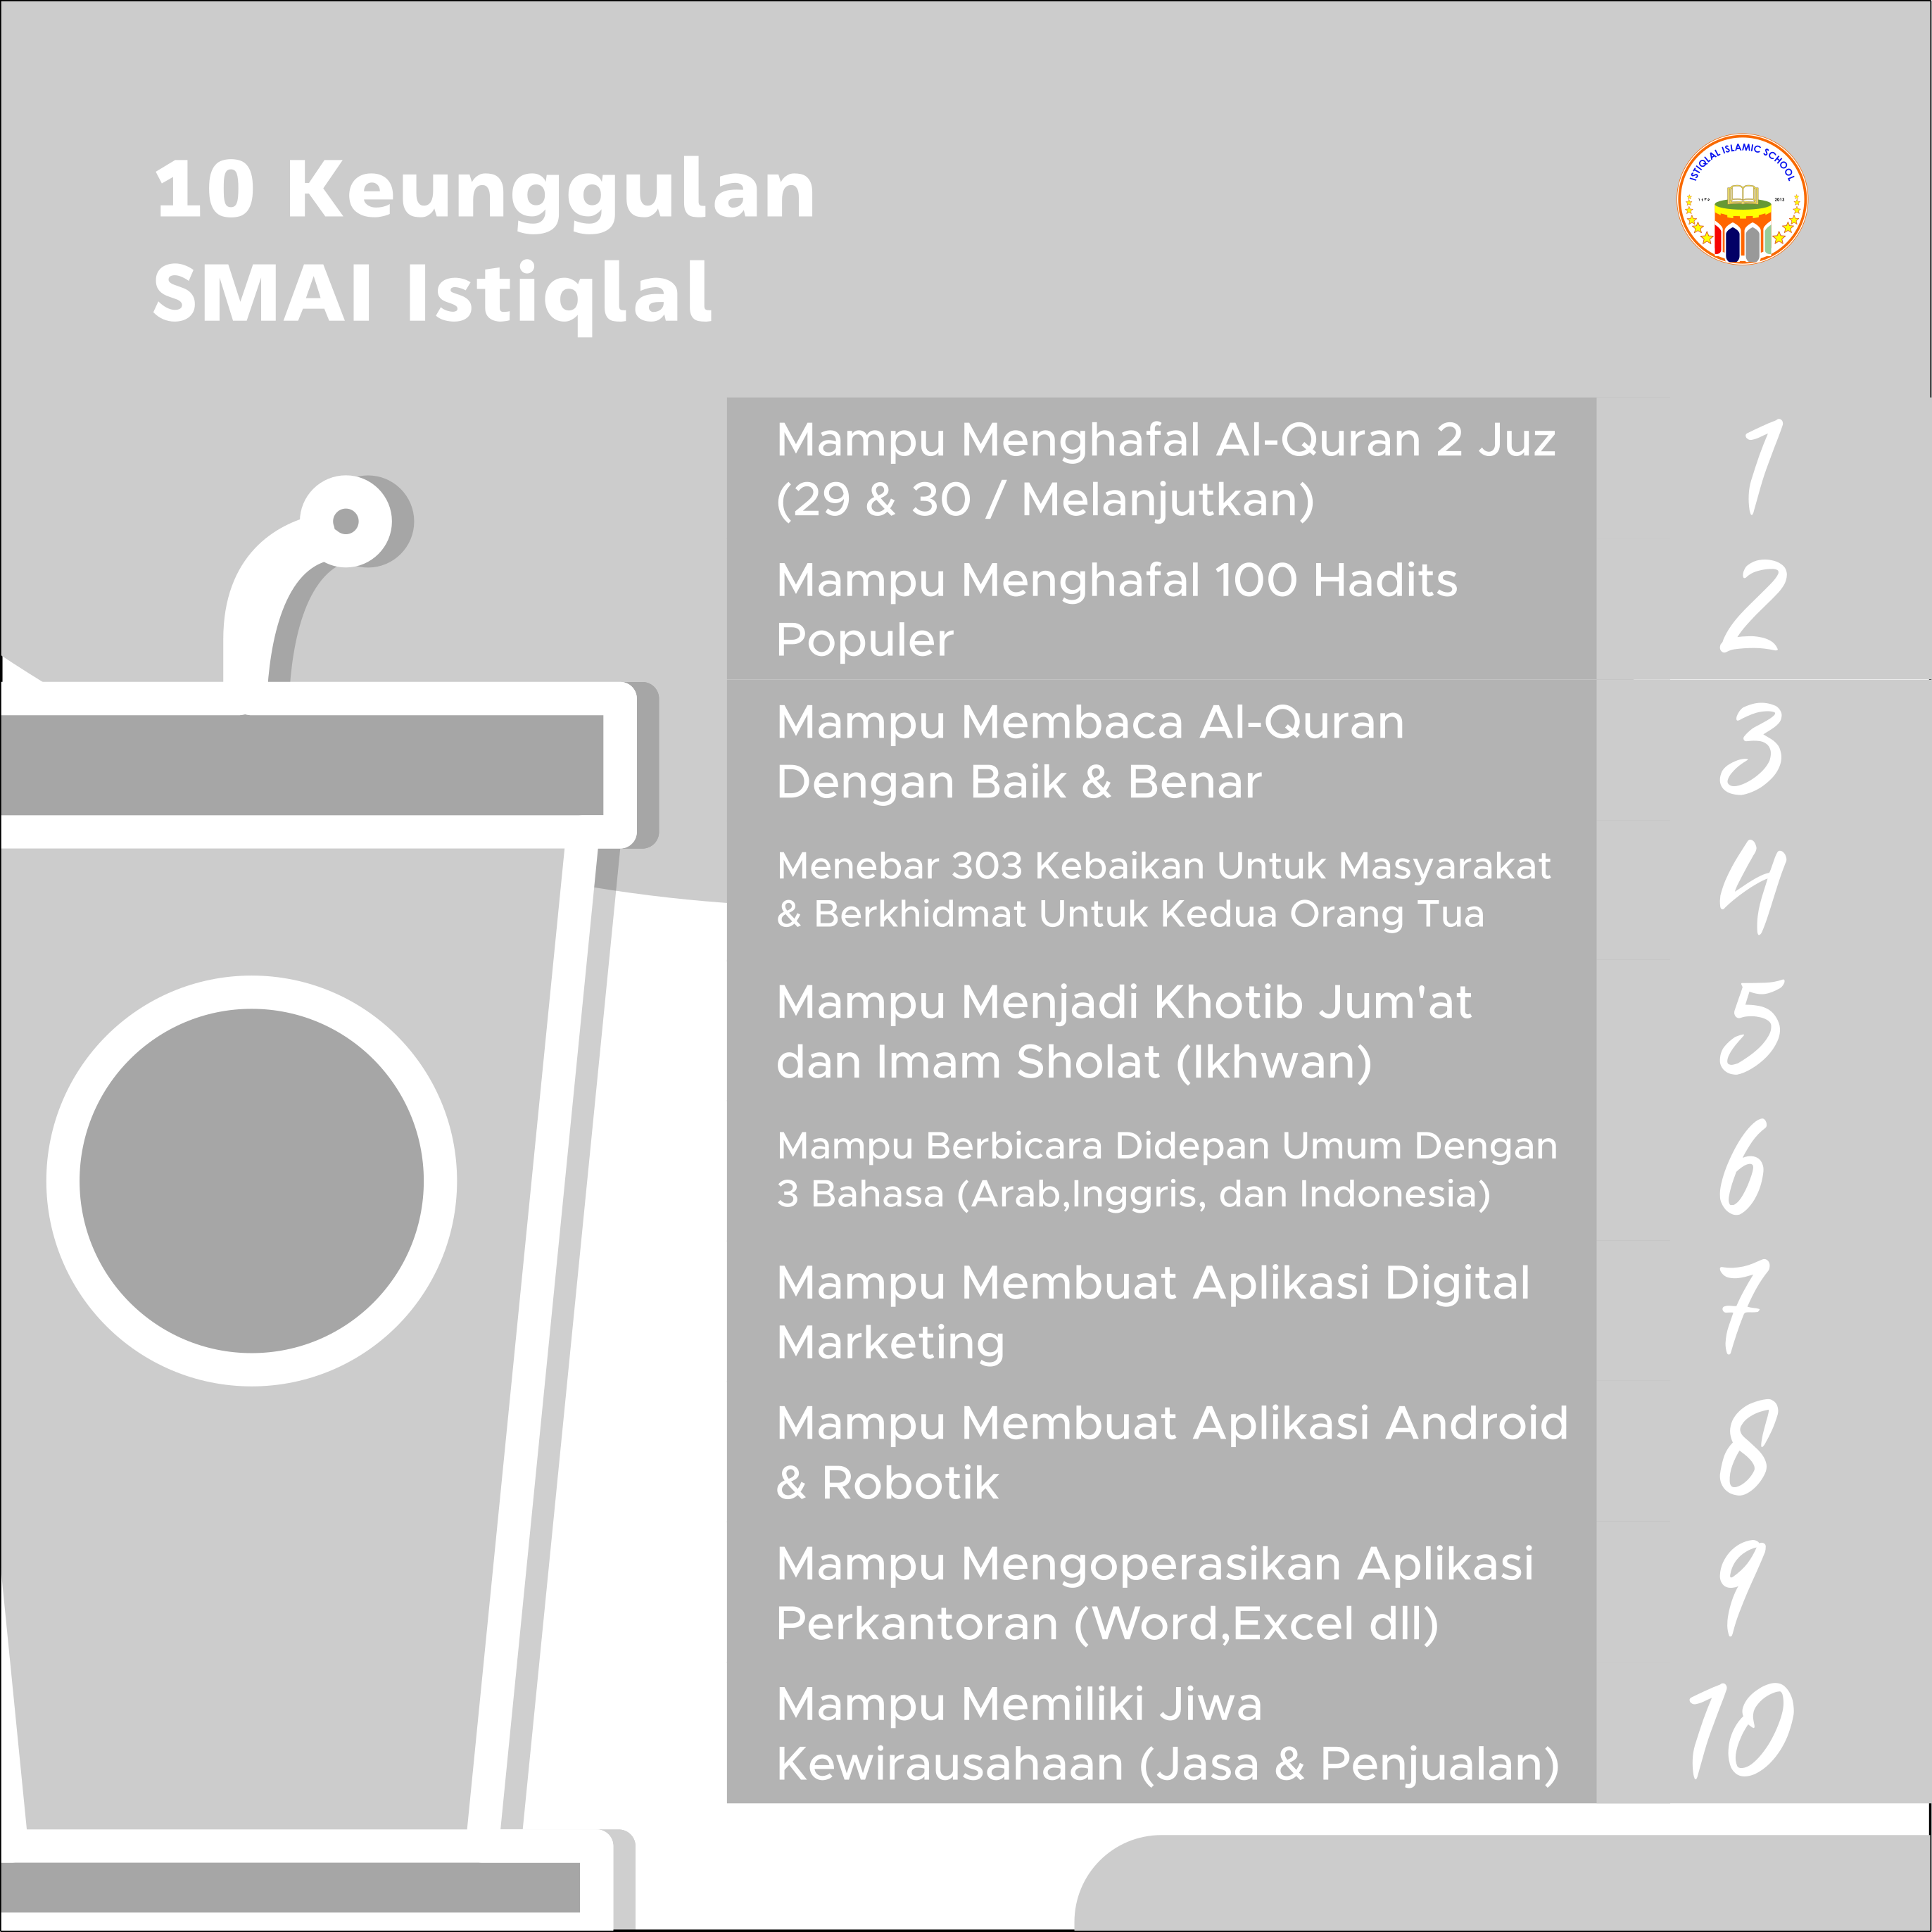 10 Keunggulan
SMAI Istiqlal
ISTIQLAL ISLAMIC SCHOOL
2013
Mampu Menghafal Al-Quran 2 Juz
(29 & 30 / Melanjutkan)
1
Mampu Menghafal 100 Hadits
Populer
2
Mampu Membaca Al-Quran
Dengan Baik & Benar
3
Menebar 303 Kebaikan Untuk Masyarakat
& Berkhidmat Untuk Kedua Orang Tua
4
Mampu Menjadi Khotib Jum'at
dan Imam Sholat (Ikhwan)
5
Mampu Berbicara Didepan Umum Dengan
3 Bahasa (Arab,Inggris, dan Indonesia)
6
Mampu Membuat Aplikasi Digital
Marketing
7
Mampu Membuat Aplikasi Android
& Robotik
8
Mampu Mengoperasikan Aplikasi
Perkantoran (Word,Excel dll)
9
Mampu Memiliki Jiwa
Kewirausahaan (Jasa & Penjualan)
10